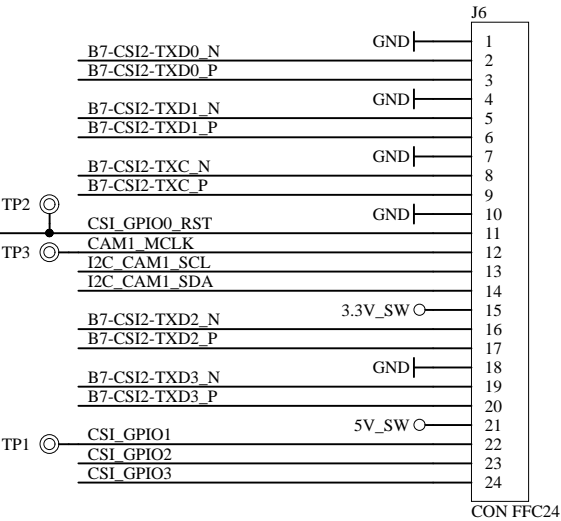 J6
GND 1
B7-CSI2-TXD0_N 2
B7-CSI2-TXD0_P 3
GND 4
B7-CSI2-TXD1_N 5
B7-CSI2-TXD1_P 6
GND 7
B7-CSI2-TXC_N 8
B7-CSI2-TXC_P 9
TP2 GND 10
CSI_GPIO0_RST 11
TP3 CAM1_MCLK 12
I2C_CAM1_SCL 13
I2C_CAM1_SDA 14
3.3V_SW 15
B7-CSI2-TXD2_N 16
B7-CSI2-TXD2_P 17
GND 18
B7-CSI2-TXD3_N 19
B7-CSI2-TXD3_P 20
5V_SW 21
TP1 CSI_GPIO1 22
CSI_GPIO2 23
CSI_GPIO3 24
CON FFC24